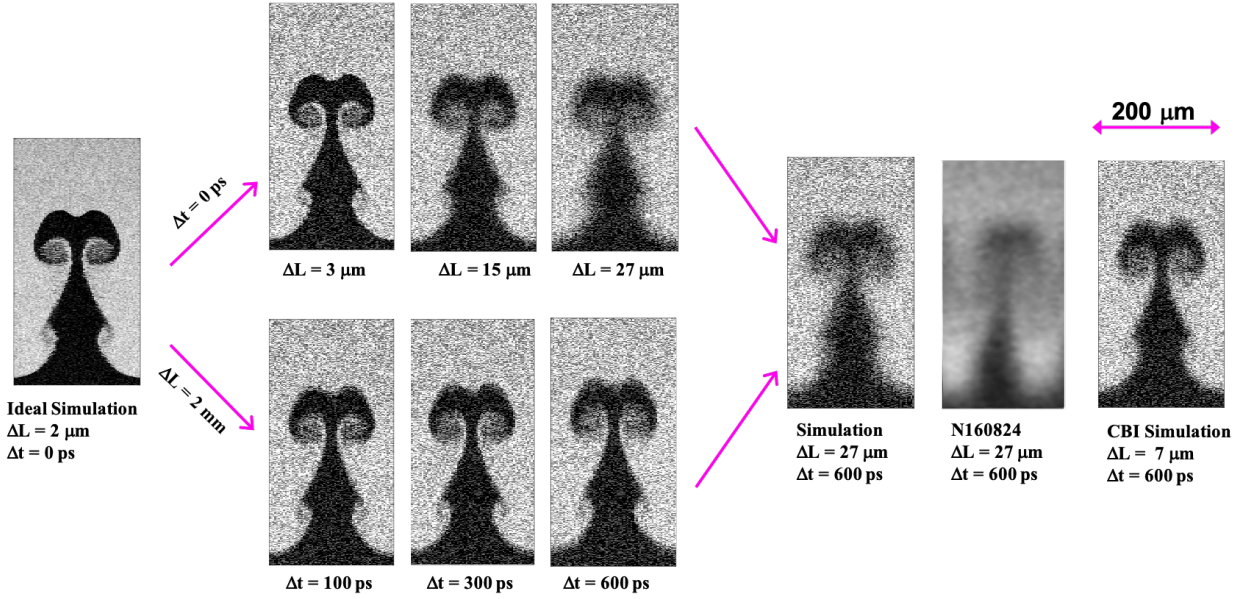 Ideal Simulation
ΔL = 2 μm
Δt = 0 ps
Δt = 0 ps
ΔL = 2 mm
ΔL = 3 μm
ΔL = 15 μm
ΔL = 27 μm
Δt = 100 ps
Δt = 300 ps
Δt = 600 ps
Simulation
ΔL = 27 μm
Δt = 600 ps
N160824
ΔL = 27 μm
Δt = 600 ps
200 μm
CBI Simulation
ΔL = 7 μm
Δt = 600 ps